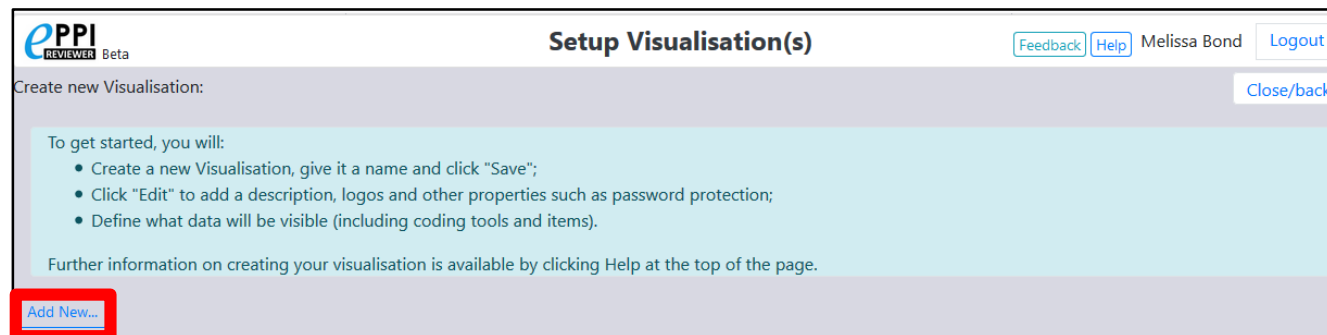 ePPI
REVIEWER Beta
Setup Visualisation(s)
Feedback Help Melissa Bond Logout
Create new Visualisation:
Close/back
To get started, you will:
• Create a new Visualisation, give it a name and click "Save";
• Click "Edit" to add a description, logos and other properties such as password protection;
• Define what data will be visible (including coding tools and items).
Further information on creating your visualisation is available by clicking Help at the top of the page.
Add New...